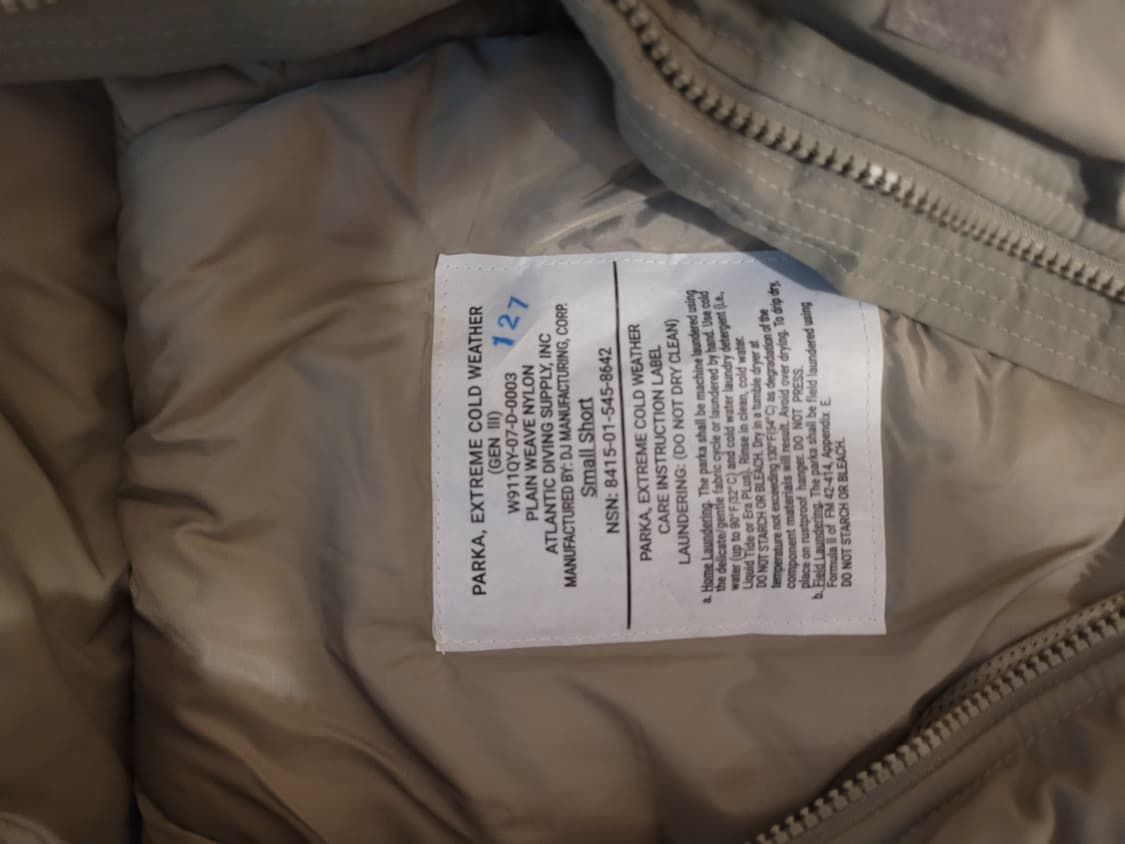 PARKA, EXTREME COLD WEATHER
(GEN III)
127
W911QY-07-D-0003
PLAIN WEAVE NYLON
ATLANTIC DIVING SUPPLY, INC
MANUFACTURED BY: DJ MANUFACTURING, CORP.
Small Short
NSN: 8415-01-545-8642
PARKA, EXTREME COLD WEATHER
CARE INSTRUCTION LABEL
LAUNDERING: (DO NOT DRY CLEAN)
a. Home Laundering. The parka shall be machine laundered using
the delicate/gentle fabric cycle or laundered by hand. Use cold
water (up to 90°F/32°C) and cold water laundry detergent (i.e.,
Liquid Tide or Era Plus). Rinse in clean, cold water.
DO NOT STARCH OR BLEACH. Dry in a tumble dryer at
temperature not exceeding 130°F(54°C) as degradation of the
component materials will result. Avoid over drying. To drip dry,
place on rustproof hanger. DO NOT PRESS.
b. Field Laundering. The parka shall be field laundered using
Formula II of FM 42-414, Appendix E.
DO NOT STARCH OR BLEACH.